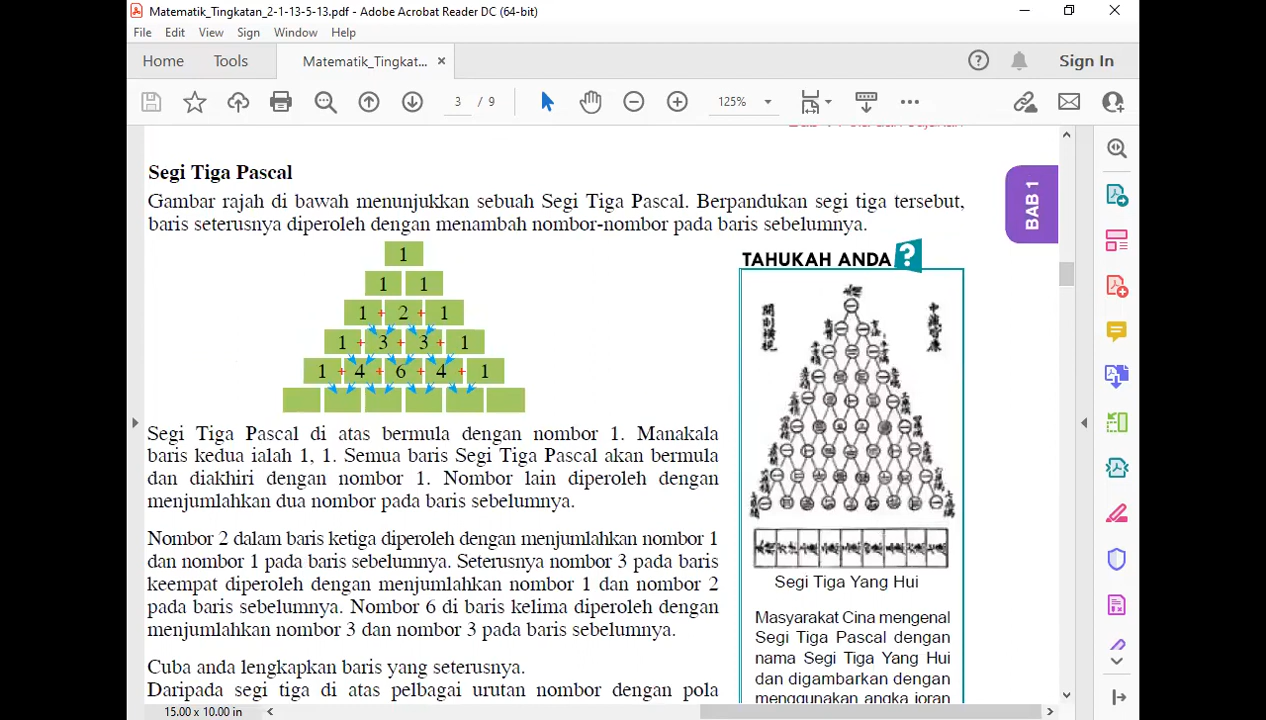 Matematik_Tingkatan_2-1-13-5-13.pdf - Adobe Acrobat Reader DC (64-bit)
File Edit View Sign Window Help
Home Tools Matematik_Tingkat... × Sign In
3 / 9 125%
Segi Tiga Pascal
Gambar rajah di bawah menunjukkan sebuah Segi Tiga Pascal. Berpandukan segi tiga tersebut,
baris seterusnya diperoleh dengan menambah nombor-nombor pada baris sebelumnya.
BAB 1
1
1 1
1 + 2 + 1
1 + 3 + 3 + 1
1 + 4 + 6 + 4 + 1
Segi Tiga Pascal di atas bermula dengan nombor 1. Manakala
baris kedua ialah 1, 1. Semua baris Segi Tiga Pascal akan bermula
dan diakhiri dengan nombor 1. Nombor lain diperoleh dengan
menjumlahkan dua nombor pada baris sebelumnya.
Nombor 2 dalam baris ketiga diperoleh dengan menjumlahkan nombor 1
dan nombor 1 pada baris sebelumnya. Seterusnya nombor 3 pada baris
keempat diperoleh dengan menjumlahkan nombor 1 dan nombor 2
pada baris sebelumnya. Nombor 6 di baris kelima diperoleh dengan
menjumlahkan nombor 3 dan nombor 3 pada baris sebelumnya.
Cuba anda lengkapkan baris yang seterusnya.
Daripada segi tiga di atas pelbagai urutan nombor dengan pola
TAHUKAH ANDA ?
Segi Tiga Yang Hui
Masyarakat Cina mengenal
Segi Tiga Pascal dengan
nama Segi Tiga Yang Hui
dan digambarkan dengan
menggunakan angka joran
15.00 x 10.00 in